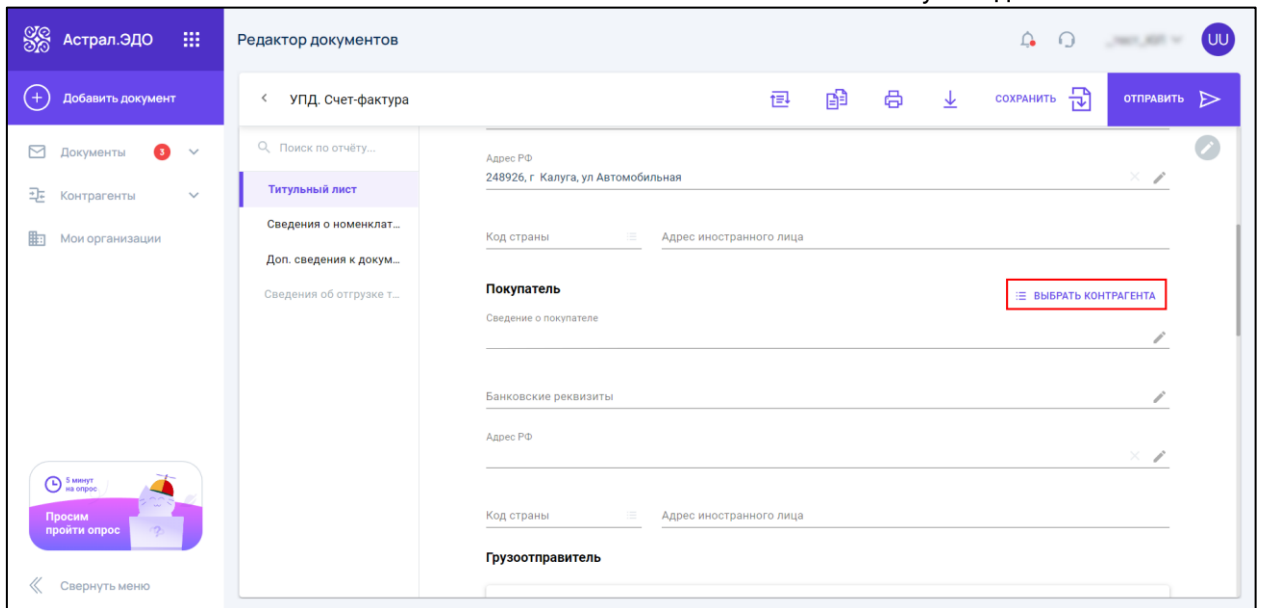 Астрал.ЭДО
Редактор документов
UU
Добавить документ
УПД. Счет-фактура
СОХРАНИТЬ
ОТПРАВИТЬ
Документы 3
Контрагенты
Мои организации
Поиск по отчёту...
Титульный лист
Сведения о номенклат...
Доп. сведения к докум...
Сведения об отгрузке т...
Адрес РФ
248926, г Калуга, ул Автомобильная
Код страны Адрес иностранного лица
Покупатель
ВЫБРАТЬ КОНТРАГЕНТА
Сведение о покупателе
Банковские реквизиты
Адрес РФ
Код страны Адрес иностранного лица
Грузоотправитель
5 минут
на опрос
Просим
пройти опрос
?
Свернуть меню